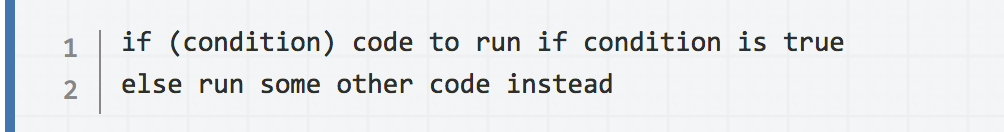 1 if (condition) code to run if condition is true
2 else run some other code instead